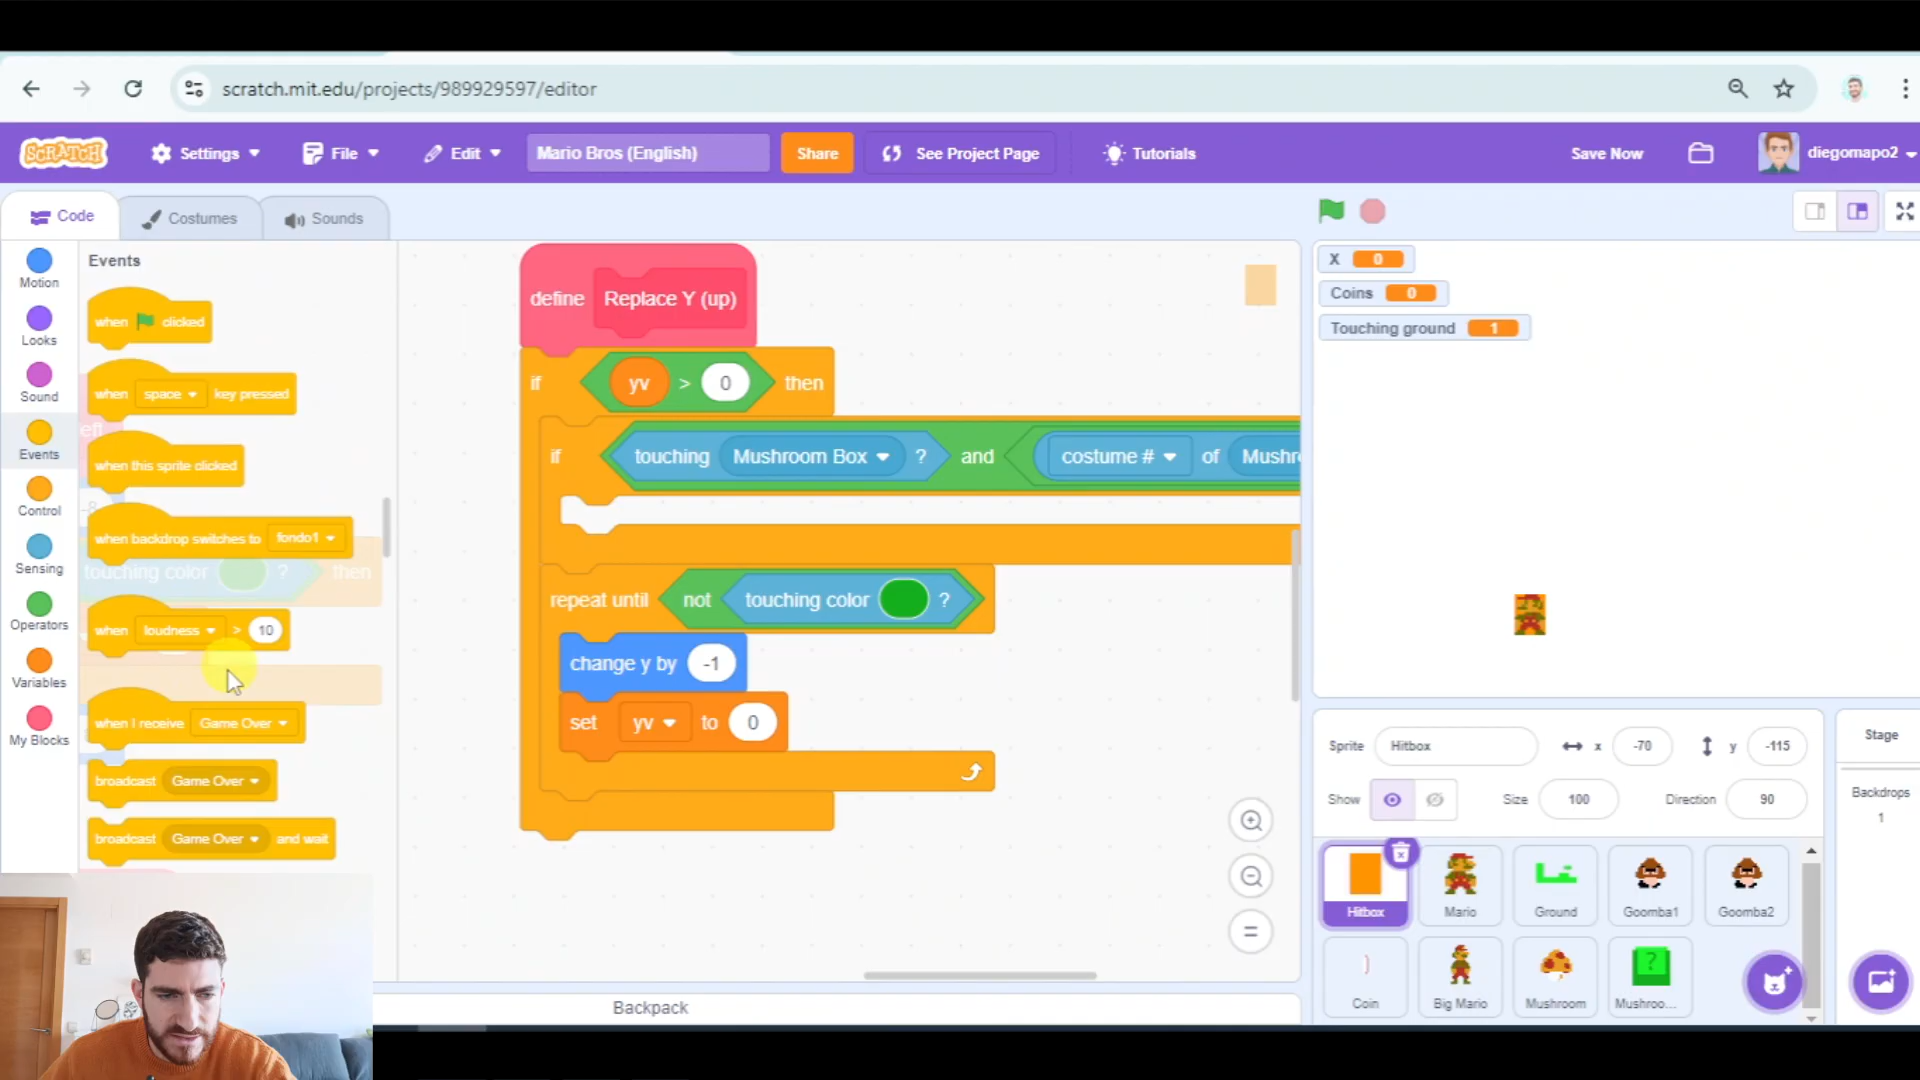 scratch.mit.edu/projects/989929597/editor
SCRATCH
Settings
File
Edit
Mario Bros (English)
Share
See Project Page
Tutorials
Save Now
diegomapo2
Code
Costumes
Sounds
Motion
Looks
Sound
Events
Control
Sensing
Operators
Variables
My Blocks
Events
when clicked
when space key pressed
when this sprite clicked
when backdrop switches to fondo1
touching color ? then
when loudness > 10
when I receive Game Over
broadcast Game Over
broadcast Game Over and wait
define Replace Y (up)
if yv > 0 then
if touching Mushroom Box ? and costume # of Mushr
repeat until not touching color ?
change y by -1
set yv to 0
Backpack
X 0
Coins 0
Touching ground 1
Sprite Hitbox x -70 y -115
Show Size 100 Direction 90
Stage
Backdrops
1
Hitbox
Mario
Ground
Goomba1
Goomba2
Coin
Big Mario
Mushroom
Mushroo...